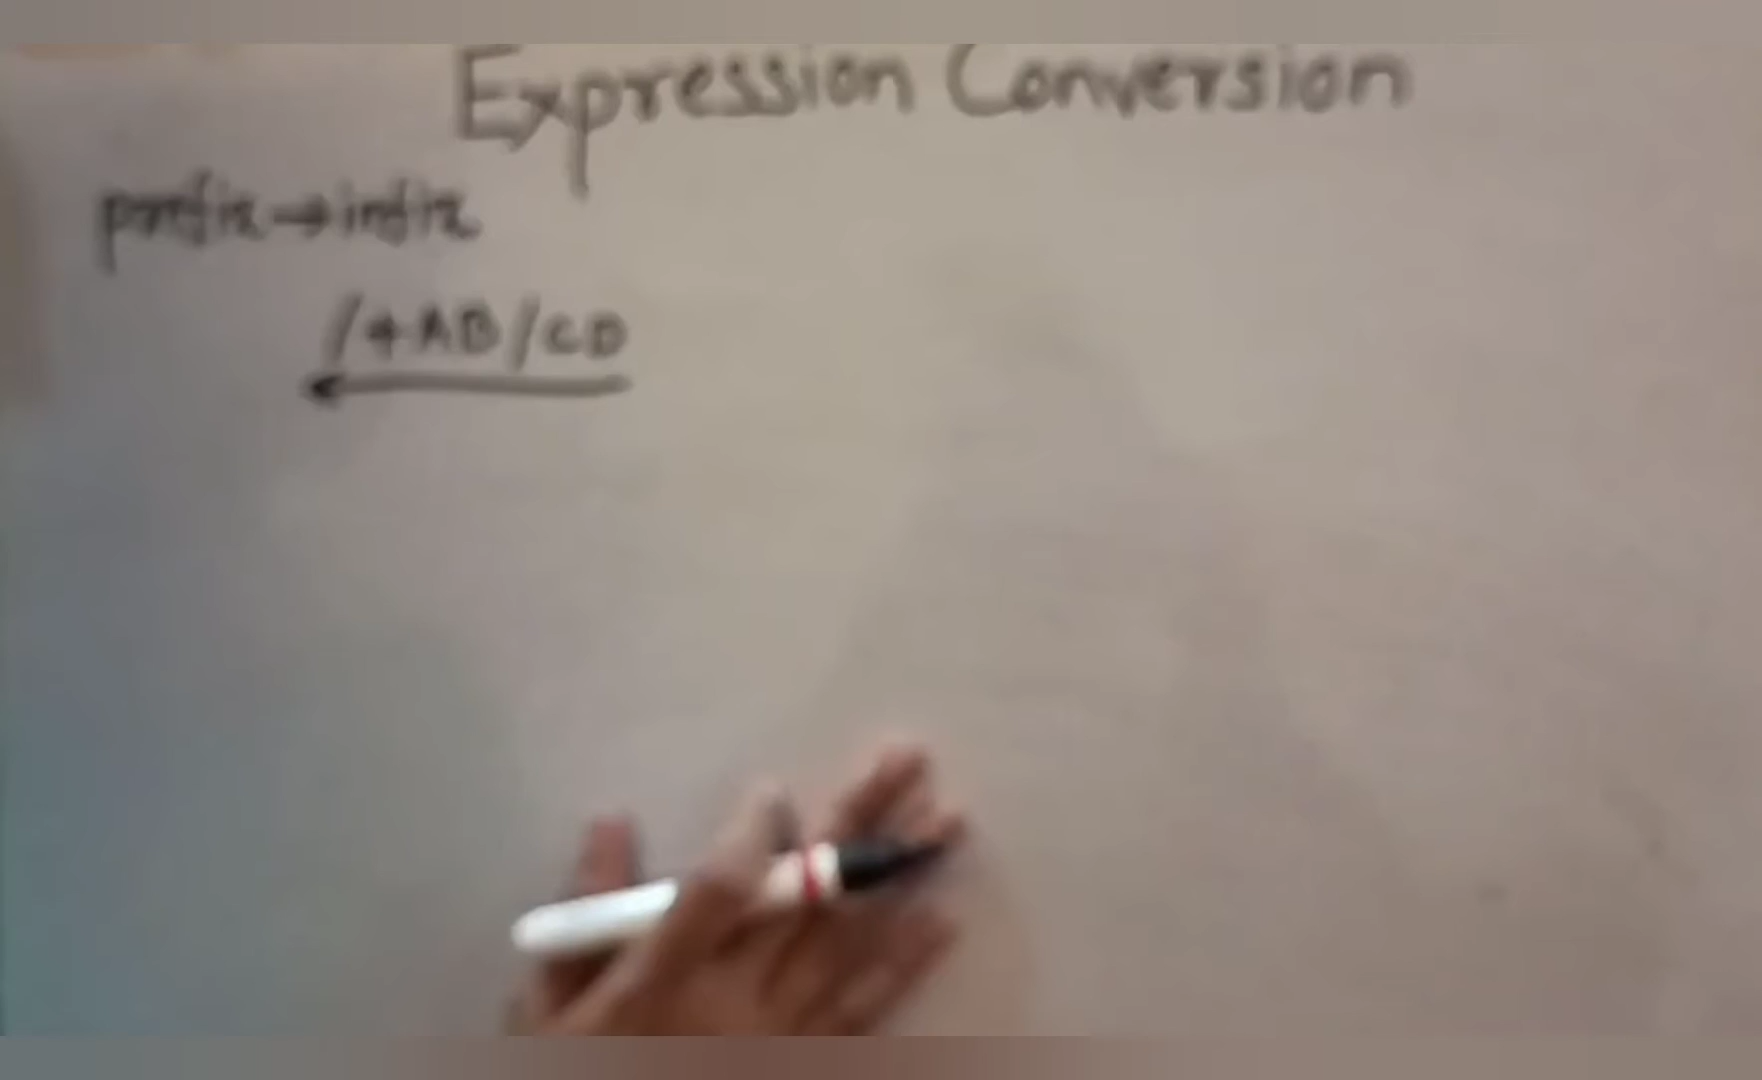 Expression Conversion
prefix → infix
/+AB/CD